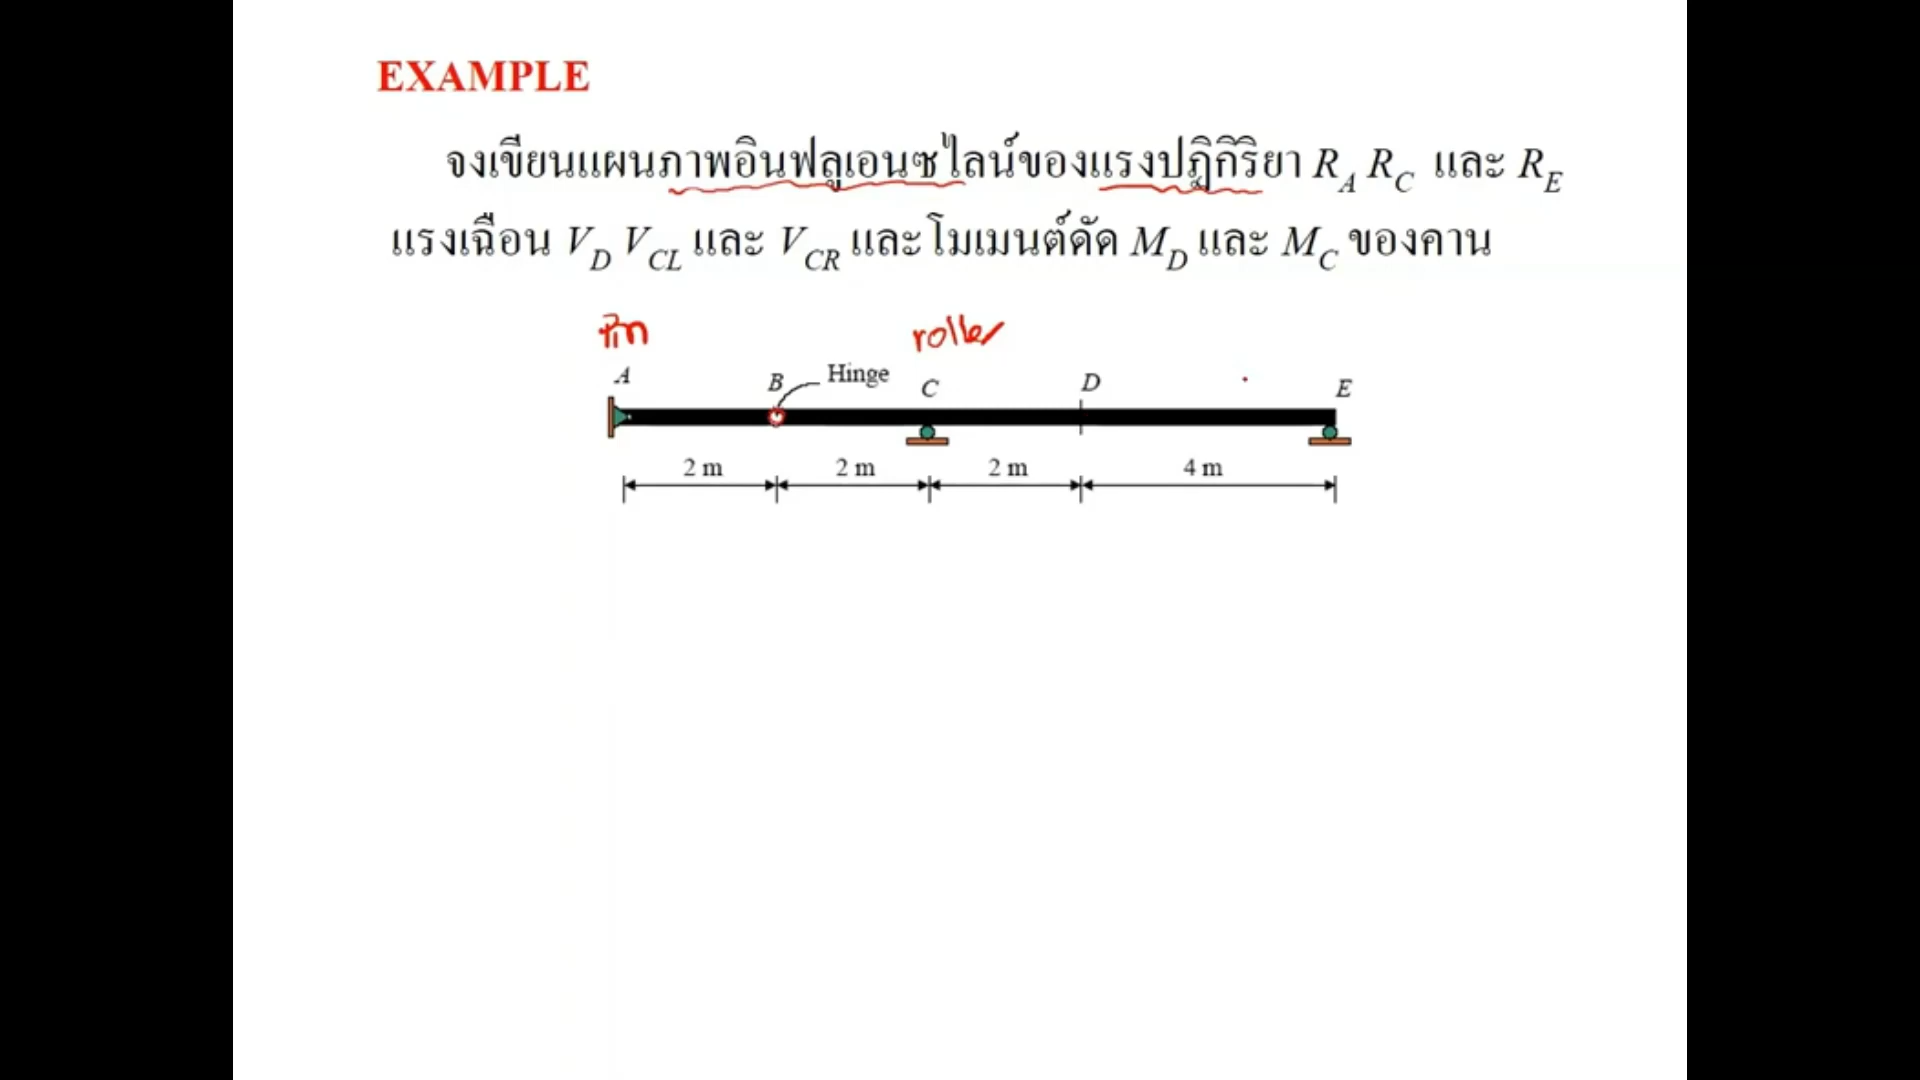 EXAMPLE
จงเขียนแผนภาพอินฟลูเอนซไลน์ของแรงปฏิกิริยา R_A R_C และ R_E
แรงเฉือน V_D V_CL และ V_CR และโมเมนต์ดัด M_D และ M_C ของคาน
Pin roller
A B Hinge C D E
2 m 2 m 2 m 4 m